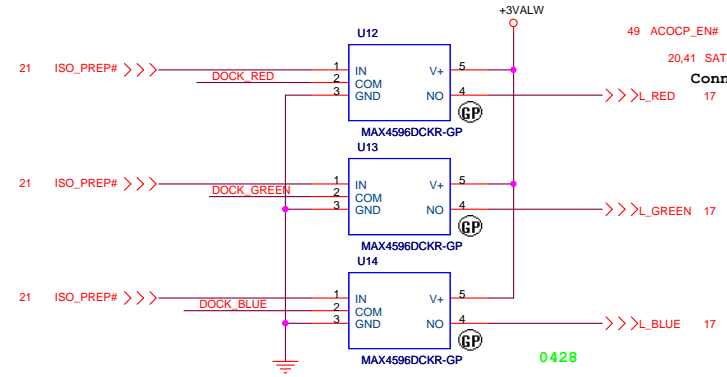 +3VALW
49 ACOCP_EN#
U12
20,41 SAT
Conn
21 ISO_PREP#
DOCK_RED
1 IN V+ 5
2 COM
3 GND NO 4
L_RED 17
GP
MAX4596DCKR-GP
U13
21 ISO_PREP#
DOCK_GREEN
1 IN V+ 5
2 COM
3 GND NO 4
L_GREEN 17
GP
MAX4596DCKR-GP
U14
21 ISO_PREP#
DOCK_BLUE
1 IN V+ 5
2 COM
3 GND NO 4
L_BLUE 17
GP
MAX4596DCKR-GP
0428